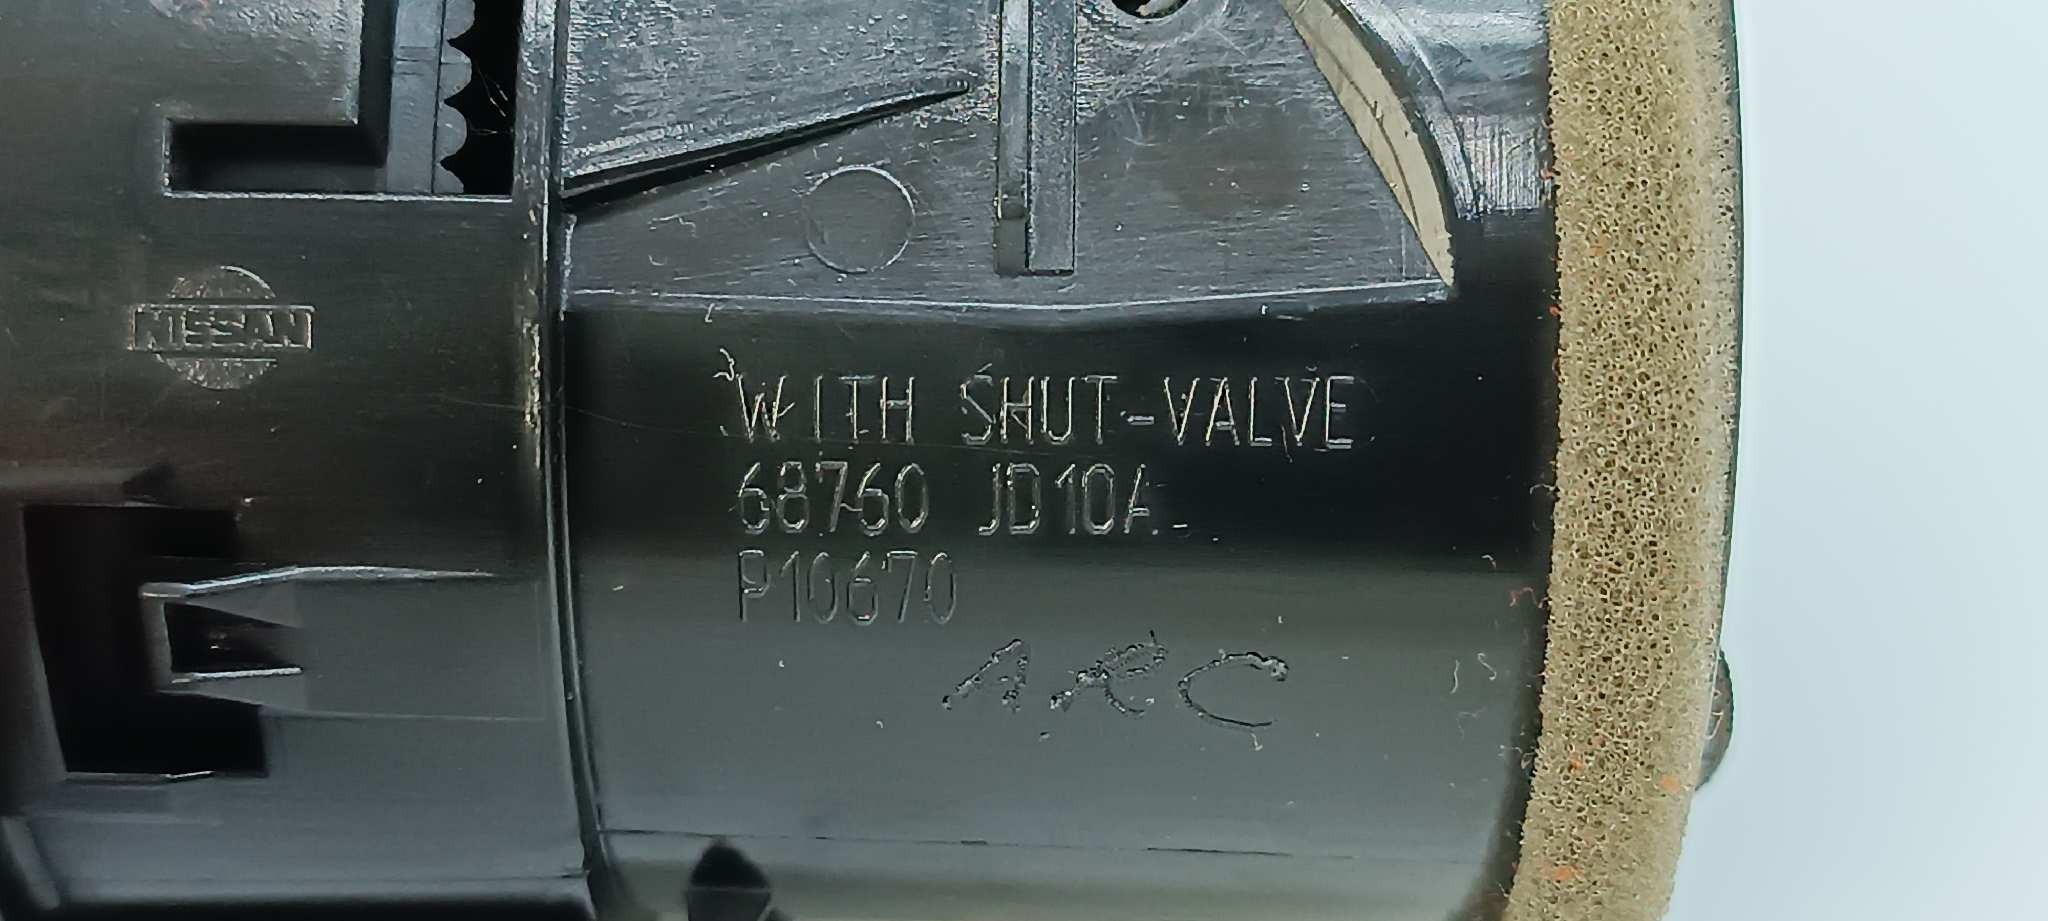 NISSAN
WITH SHUT-VALVE
68760 JD10A
P10670
ARC